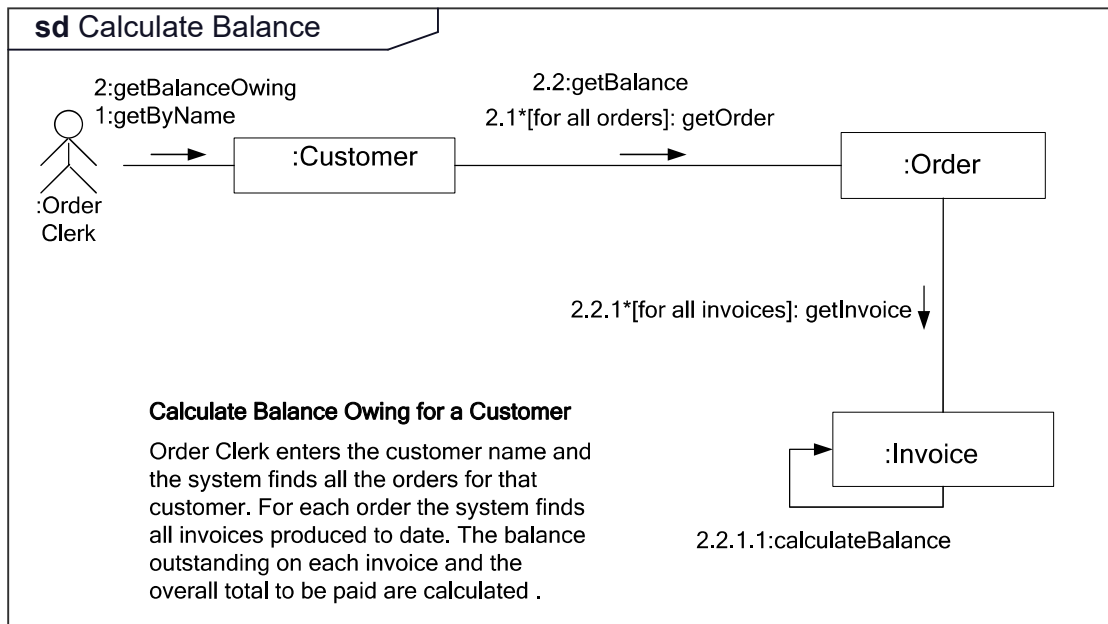 sd Calculate Balance
2:getBalanceOwing
1:getByName
2.2:getBalance
2.1*[for all orders]: getOrder
:Customer
:Order
:Order
Clerk
2.2.1*[for all invoices]: getInvoice
Calculate Balance Owing for a Customer
Order Clerk enters the customer name and
the system finds all the orders for that
customer. For each order the system finds
all invoices produced to date. The balance
outstanding on each invoice and the
overall total to be paid are calculated .
:Invoice
2.2.1.1:calculateBalance